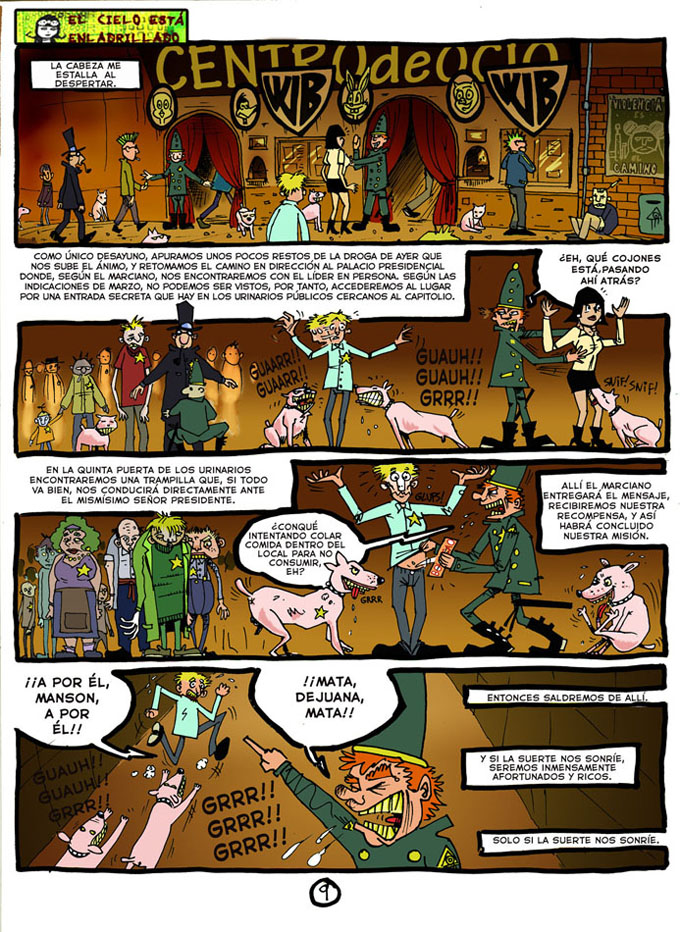 EL CIELO ESTÁ
ENLADRILLADO
LA CABEZA ME
ESTALLA AL
DESPERTAR.
CENTROdeOCIO
WB
WB
VIOLENCIA
ES
CAMINO
COMO ÚNICO DESAYUNO, APURAMOS UNOS POCOS RESTOS DE LA DROGA DE AYER QUE
NOS SUBE EL ÁNIMO, Y RETOMAMOS EL CAMINO EN DIRECCIÓN AL PALACIO PRESIDENCIAL
DONDE, SEGÚN EL MARCIANO, NOS ENCONTRAREMOS CON EL LÍDER EN PERSONA. SEGÚN LAS
INDICACIONES DE MARZO, NO PODEMOS SER VISTOS, POR TANTO, ACCEDEREMOS AL LUGAR
POR UNA ENTRADA SECRETA QUE HAY EN LOS URINARIOS PÚBLICOS CERCANOS AL CAPITOLIO.
¿EH, QUÉ COJONES
ESTÁ,PASANDO
AHÍ ATRÁS?
GUARR!!
GUARR!!
GUAUH!!
GUAUH!!
GRRR!!
SNIF! SNIF!
EN LA QUINTA PUERTA DE LOS URINARIOS
ENCONTRAREMOS UNA TRAMPILLA QUE, SI TODO
VA BIEN, NOS CONDUCIRÁ DIRECTAMENTE ANTE
EL MISMÍSIMO SEÑOR PRESIDENTE.
¿CONQUÉ
INTENTANDO COLAR
COMIDA DENTRO DEL
LOCAL PARA NO
CONSUMIR,
EH?
GLUPS!
GRRR
ALLÍ EL MARCIANO
ENTREGARÁ EL MENSAJE,
RECIBIREMOS NUESTRA
RECOMPENSA, Y ASÍ
HABRÁ CONCLUIDO
NUESTRA MISIÓN.
¡¡A POR ÉL,
MANSON,
A POR
ÉL!!
GUAUH!!
GUAUH!!
GRRR!!
¡¡MATA,
DEJUANA,
MATA!!
GRRR!!
GRRR!!
GRRR!!
ENTONCES SALDREMOS DE ALLÍ.
Y SI LA SUERTE NOS SONRÍE,
SEREMOS INMENSAMENTE
AFORTUNADOS Y RICOS.
SOLO SI LA SUERTE NOS SONRÍE.
9